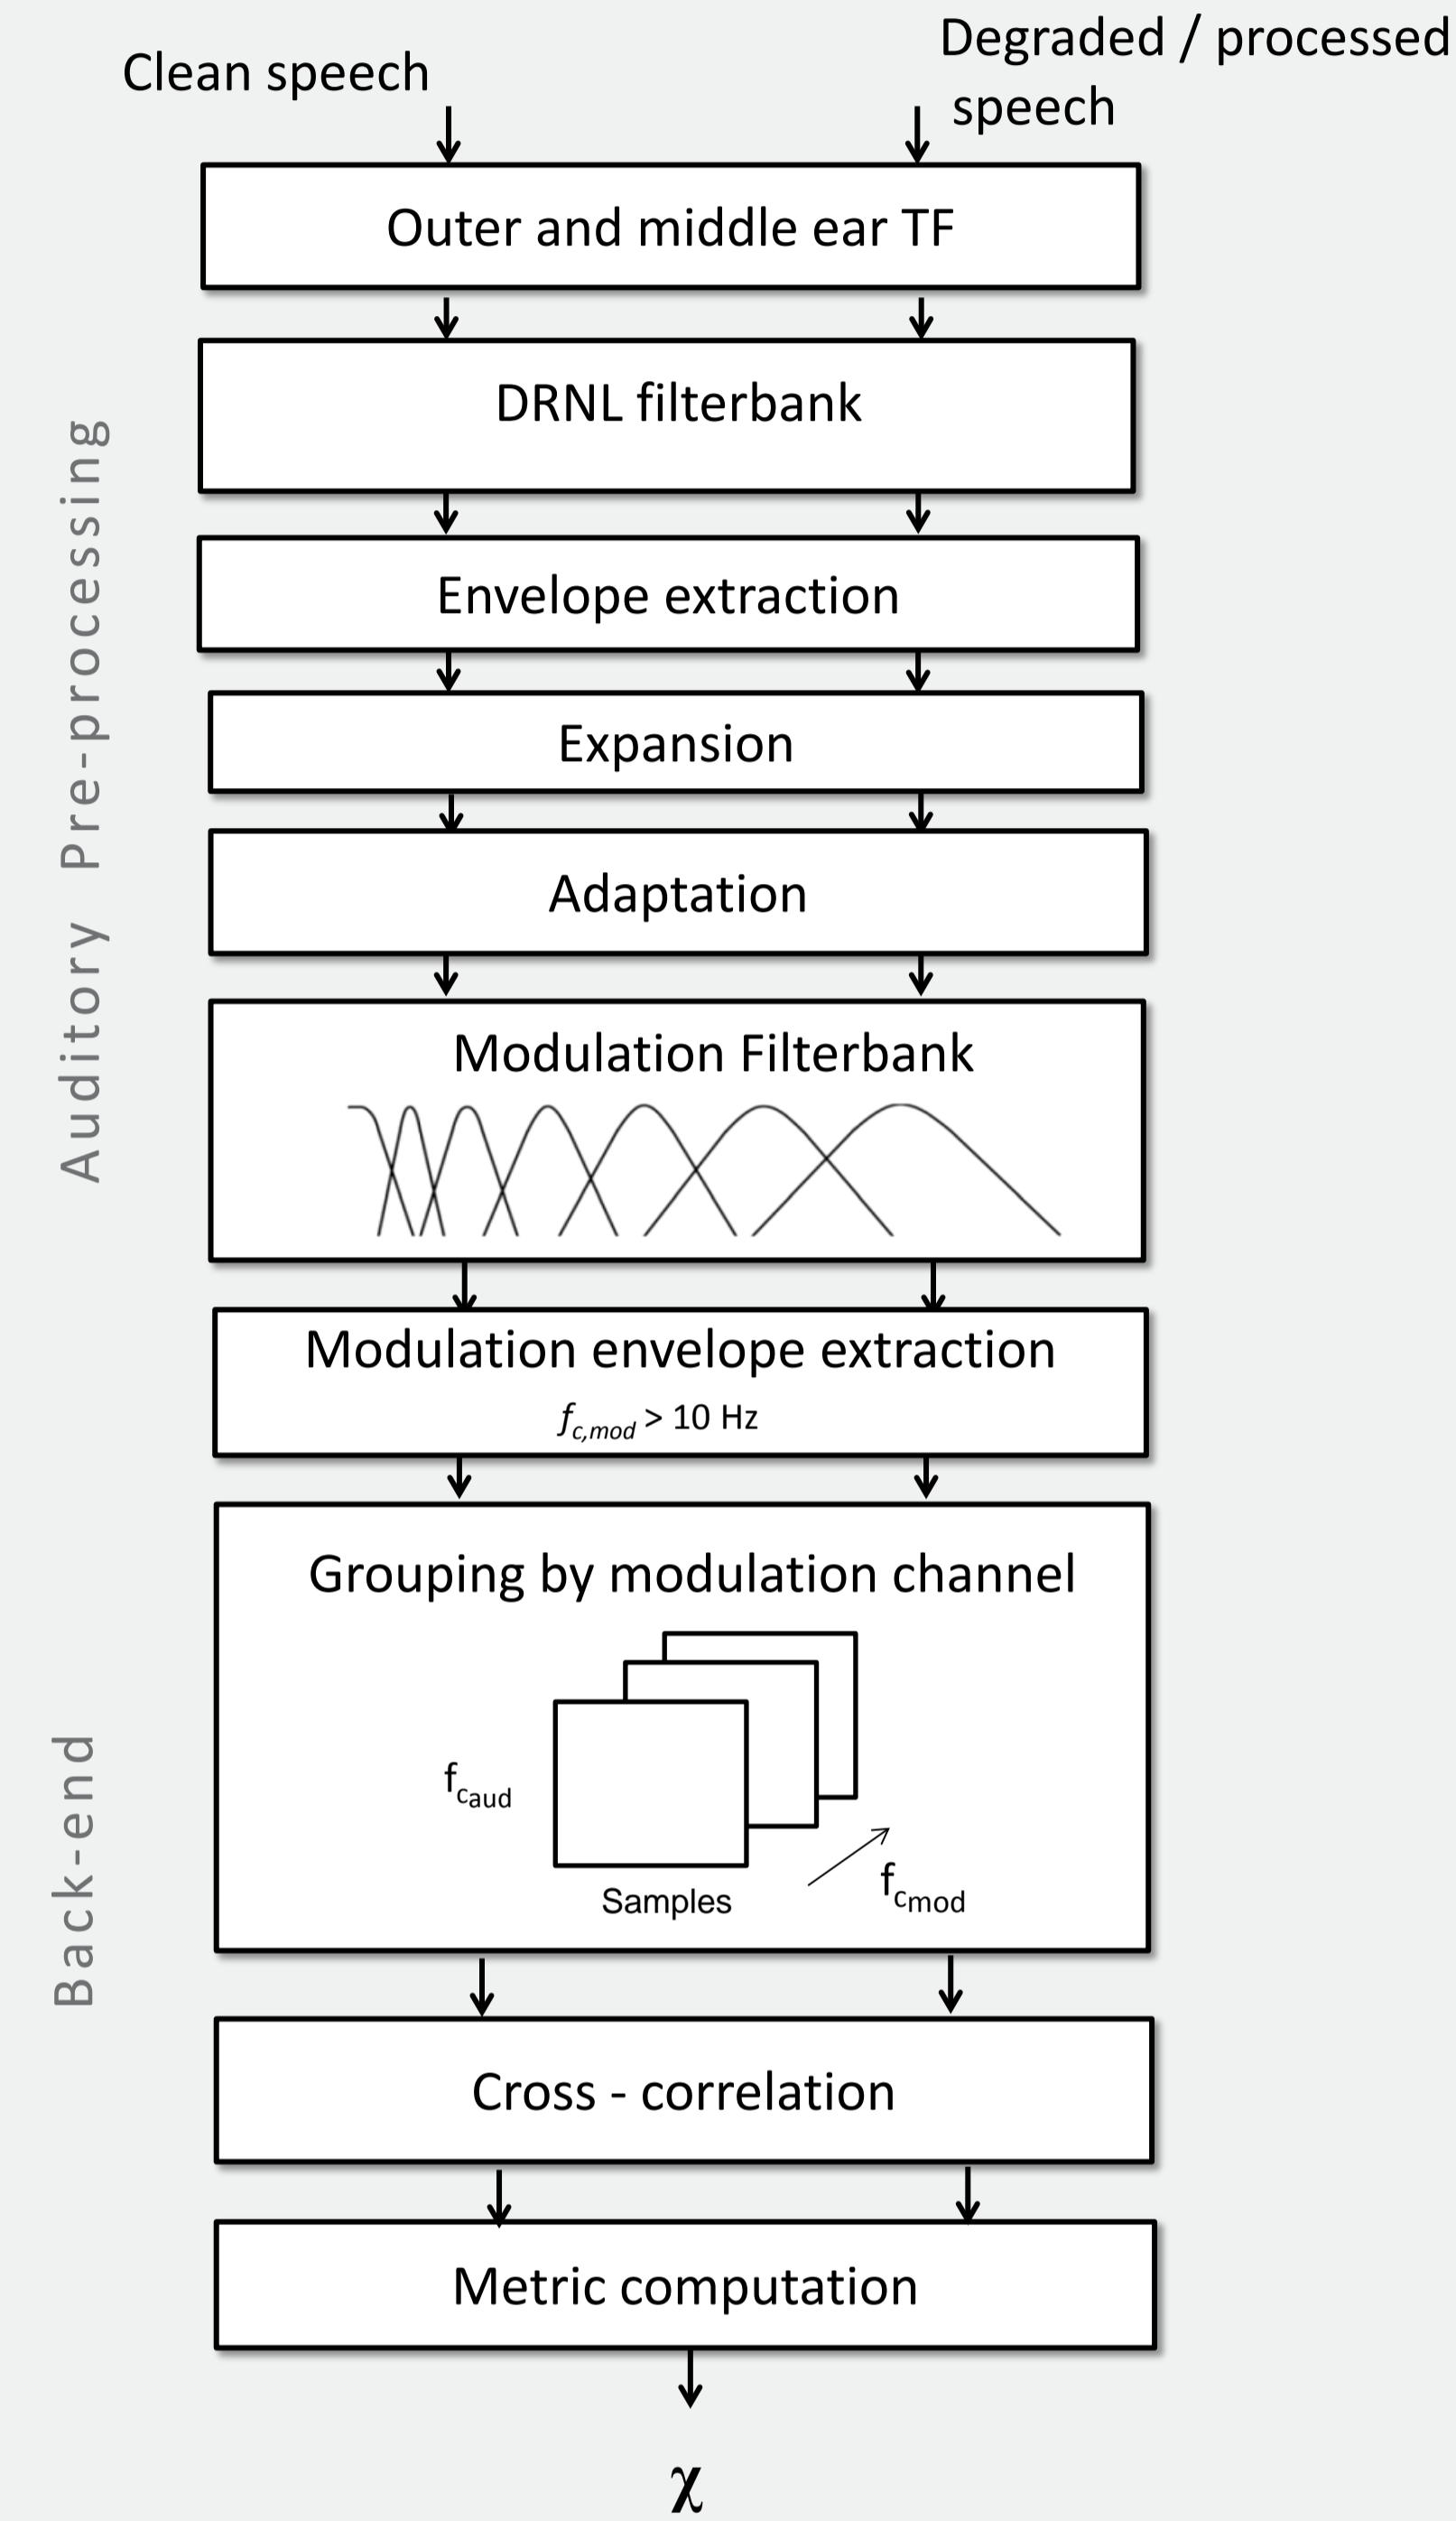 Clean speech
Degraded / processed
speech
Outer and middle ear TF
DRNL filterbank
Envelope extraction
Expansion
Adaptation
Modulation Filterbank
Modulation envelope extraction
fc,mod > 10 Hz
Grouping by modulation channel
fcaud
Samples
fcmod
Cross - correlation
Metric computation
χ
Auditory Pre-processing
Back-end